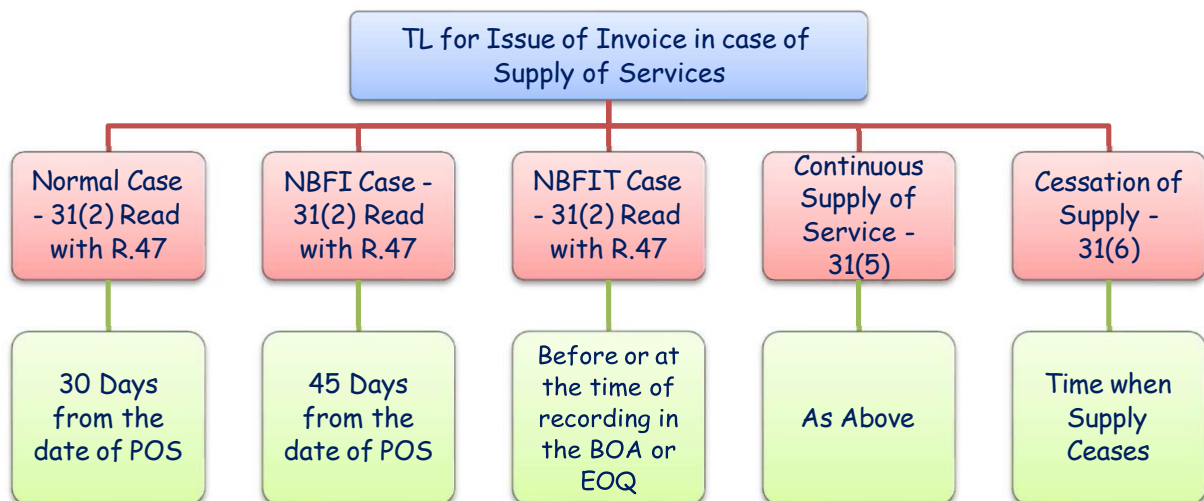 TL for Issue of Invoice in case of
Supply of Services
Normal Case
- 31(2) Read
with R.47
NBFI Case -
31(2) Read
with R.47
NBFIT Case
- 31(2) Read
with R.47
Continuous
Supply of
Service -
31(5)
Cessation of
Supply -
31(6)
30 Days
from the
date of POS
45 Days
from the
date of POS
Before or at
the time of
recording in
the BOA or
EOQ
As Above
Time when
Supply
Ceases